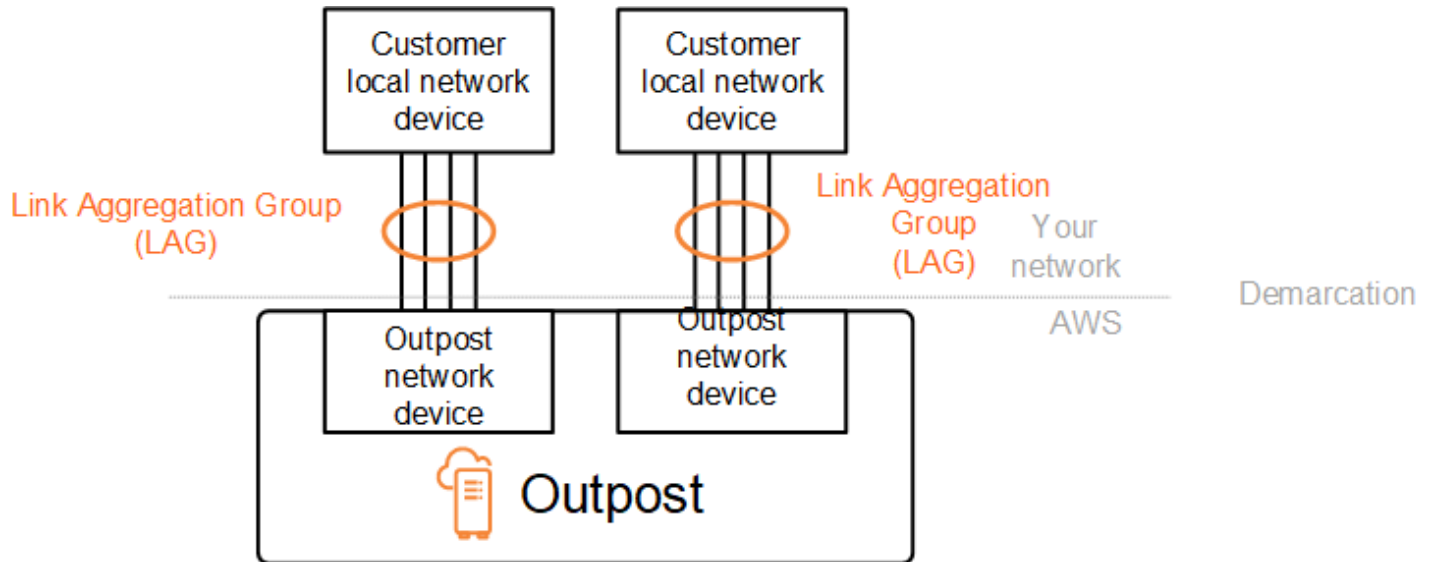 Customer
local network
device
Customer
local network
device
Link Aggregation Group
(LAG)
Link Aggregation
Group
(LAG)
Your
network
Demarcation
AWS
Outpost
network
device
Outpost
network
device
Outpost